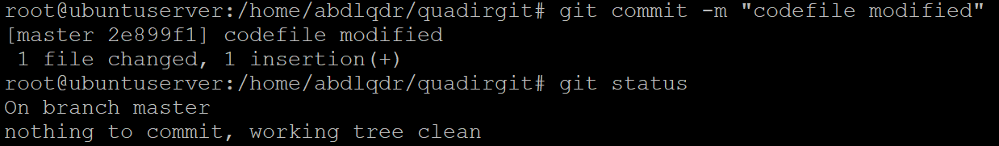 root@ubuntuserver:/home/abdlqdr/quadirgit# git commit -m "codefile modified"
[master 2e899f1] codefile modified
 1 file changed, 1 insertion(+)
root@ubuntuserver:/home/abdlqdr/quadirgit# git status
On branch master
nothing to commit, working tree clean